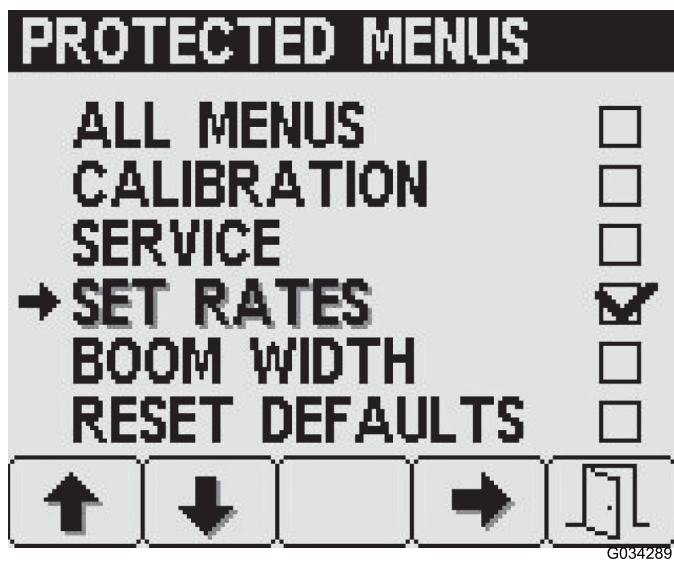 PROTECTED MENUS
ALL MENUS
CALIBRATION
SERVICE
SET RATES
BOOM WIDTH
RESET DEFAULTS
G034289